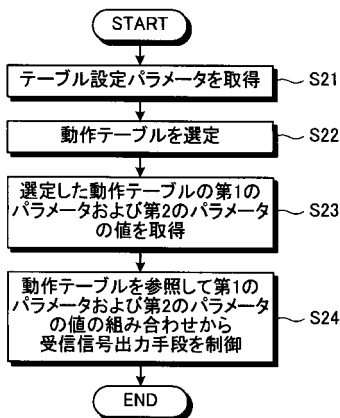 START
テーブル設定パラメータを取得
S21
動作テーブルを選定
S22
選定した動作テーブルの第1の
パラメータおよび第2のパラメータ
の値を取得
S23
動作テーブルを参照して第1の
パラメータおよび第2のパラメータ
の値の組み合わせから
受信信号出力手段を制御
S24
END